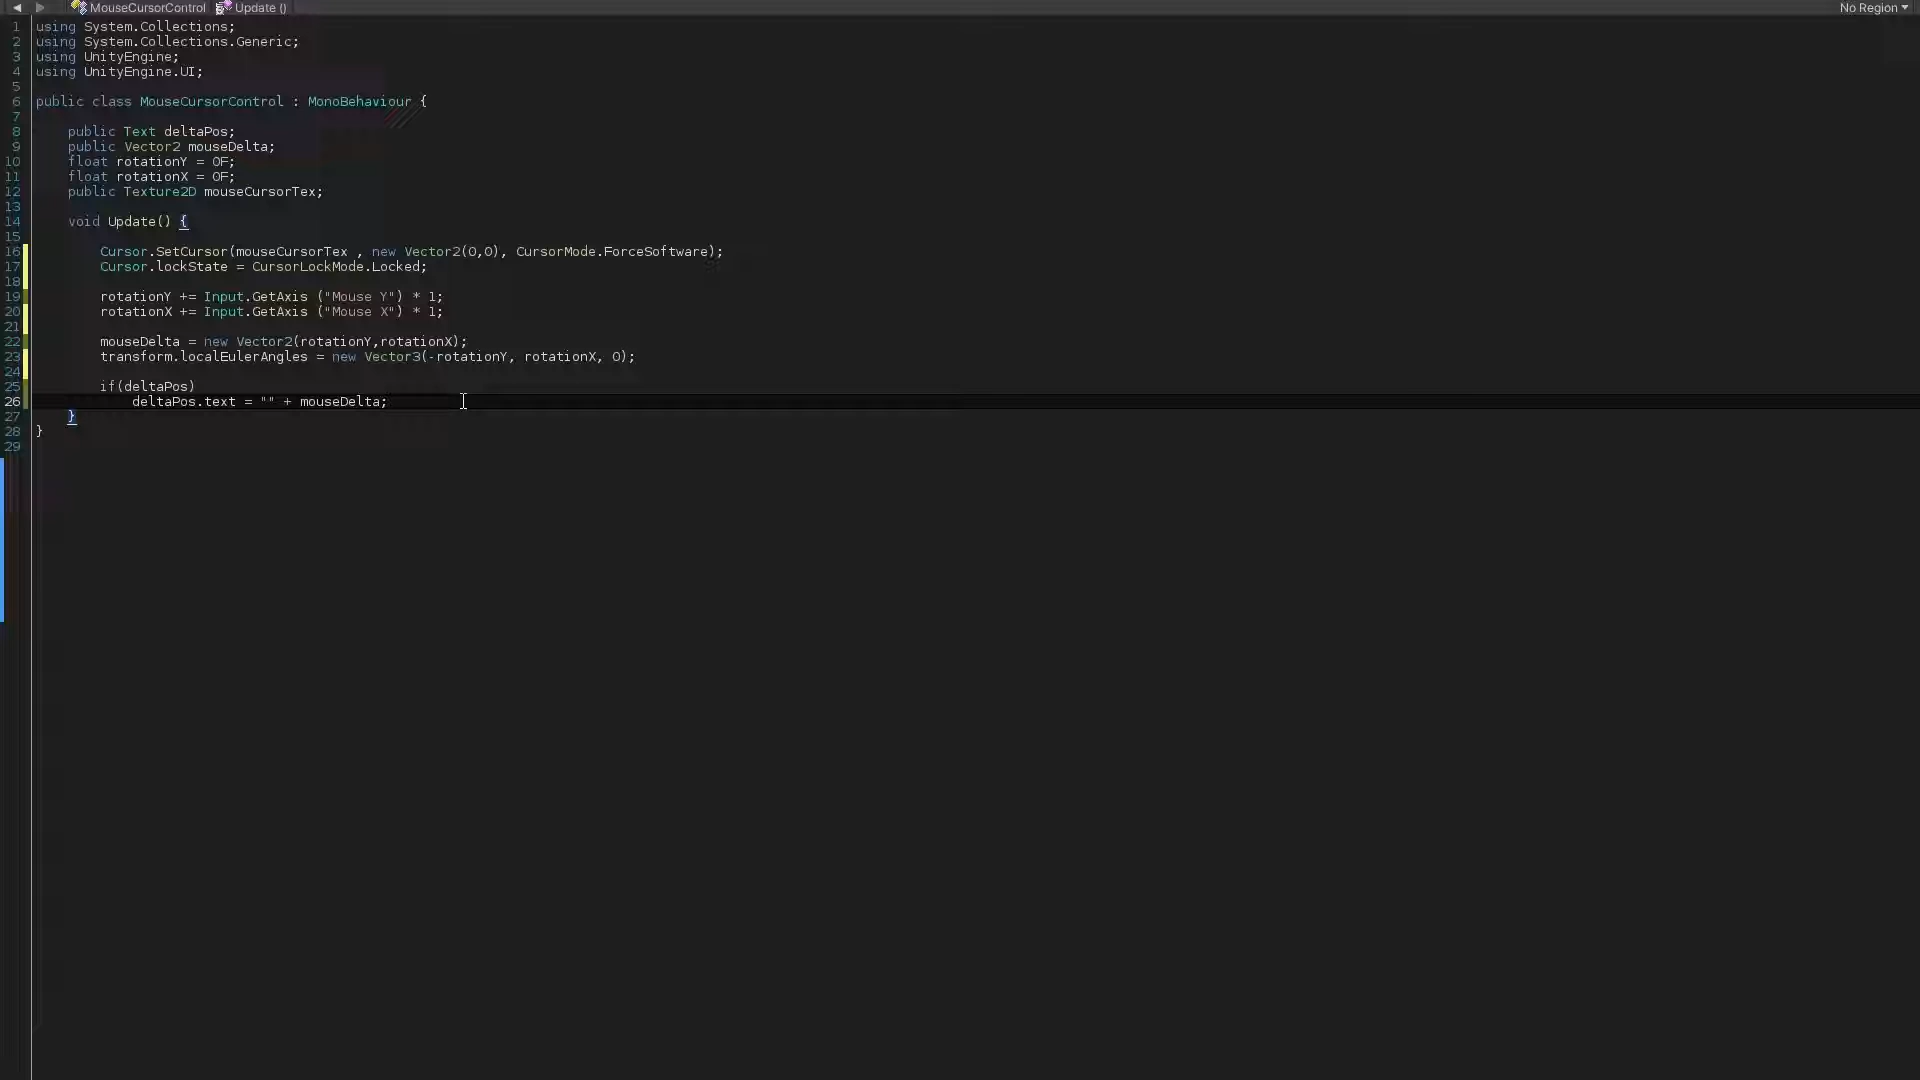 MouseCursorControl Update () No Region
1 using System.Collections;
2 using System.Collections.Generic;
3 using UnityEngine;
4 using UnityEngine.UI;
5
6 public class MouseCursorControl : MonoBehaviour {
7
8 public Text deltaPos;
9 public Vector2 mouseDelta;
10 float rotationY = 0F;
11 float rotationX = 0F;
12 public Texture2D mouseCursorTex;
13
14 void Update() {
15
16 Cursor.SetCursor(mouseCursorTex , new Vector2(0,0), CursorMode.ForceSoftware);
17 Cursor.lockState = CursorLockMode.Locked;
18
19 rotationY += Input.GetAxis ("Mouse Y") * 1;
20 rotationX += Input.GetAxis ("Mouse X") * 1;
21
22 mouseDelta = new Vector2(rotationY,rotationX);
23 transform.localEulerAngles = new Vector3(-rotationY, rotationX, 0);
24
25 if(deltaPos)
26 deltaPos.text = "" + mouseDelta;
27 }
28 }
29